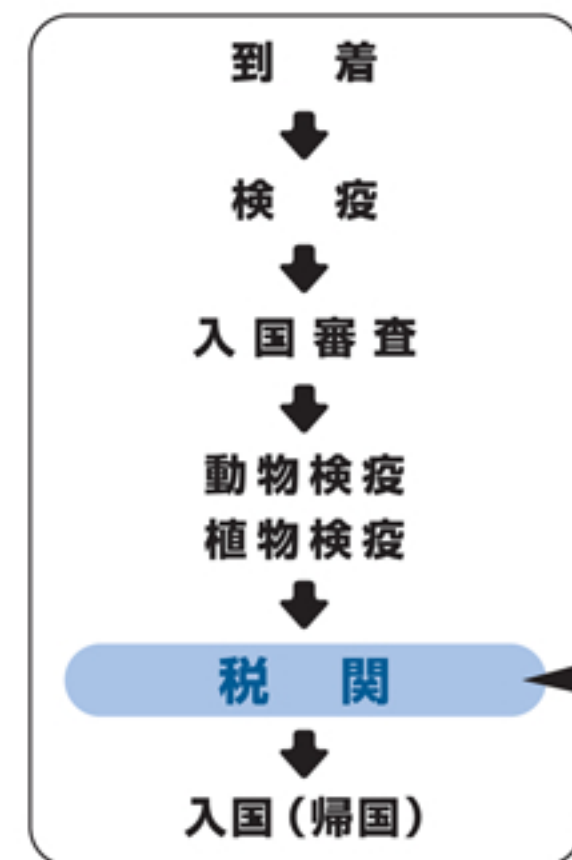 到　着
検　疫
入国審査
動物検疫
植物検疫
税　関
入国（帰国）